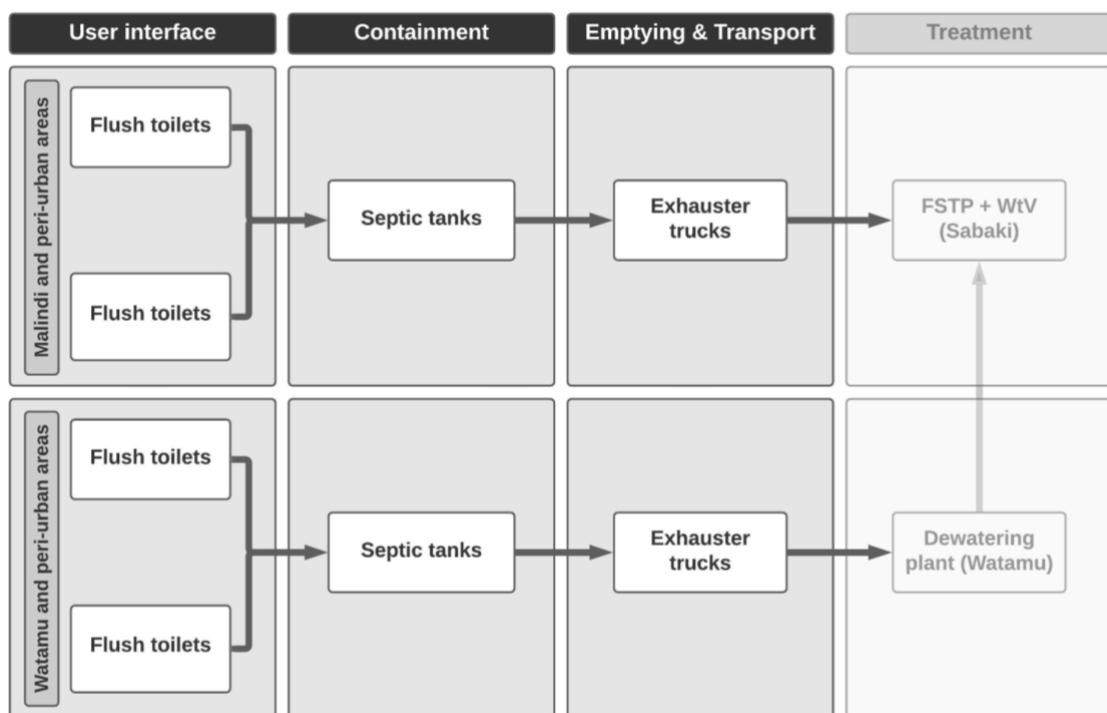 User interface
Containment
Emptying & Transport
Treatment
Malindi and peri-urban areas
Flush toilets
Flush toilets
Septic tanks
Exhauster
trucks
FSTP + WtV
(Sabaki)
Watamu and peri-urban areas
Flush toilets
Flush toilets
Septic tanks
Exhauster
trucks
Dewatering
plant (Watamu)